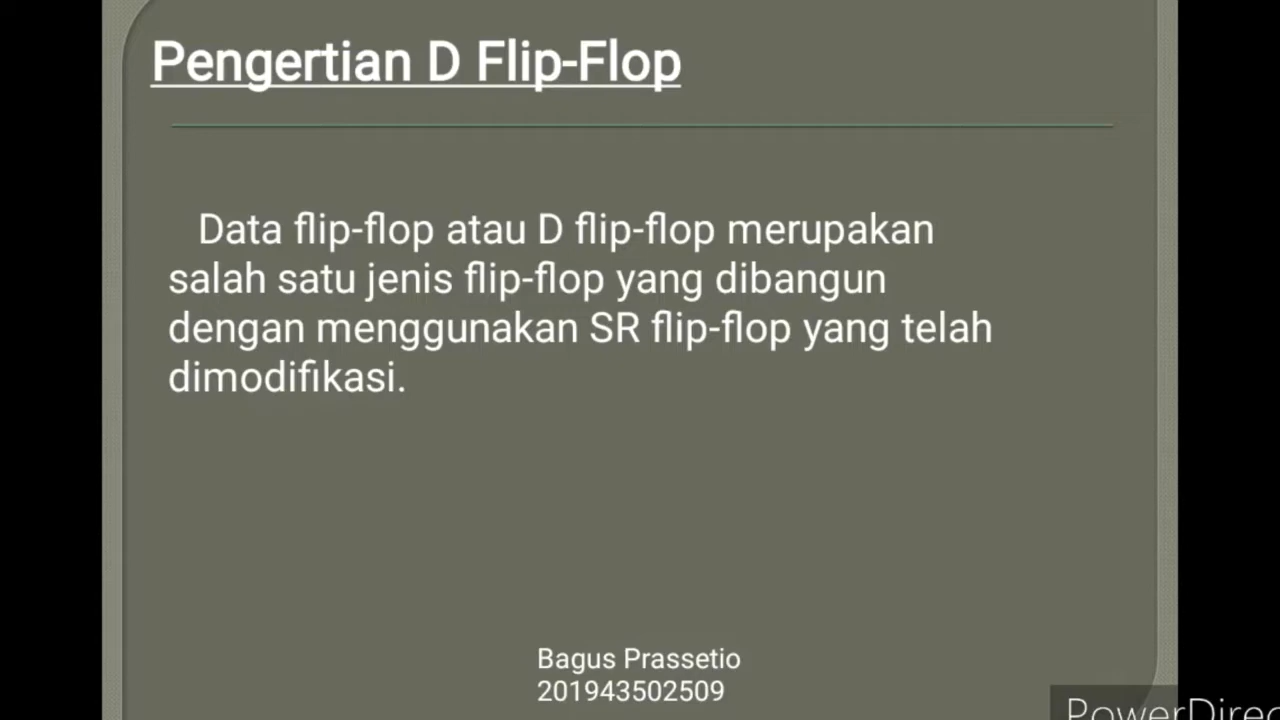 Pengertian D Flip-Flop
Data flip-flop atau D flip-flop merupakan
salah satu jenis flip-flop yang dibangun
dengan menggunakan SR flip-flop yang telah
dimodifikasi.
Bagus Prassetio
201943502509
PowerDirec